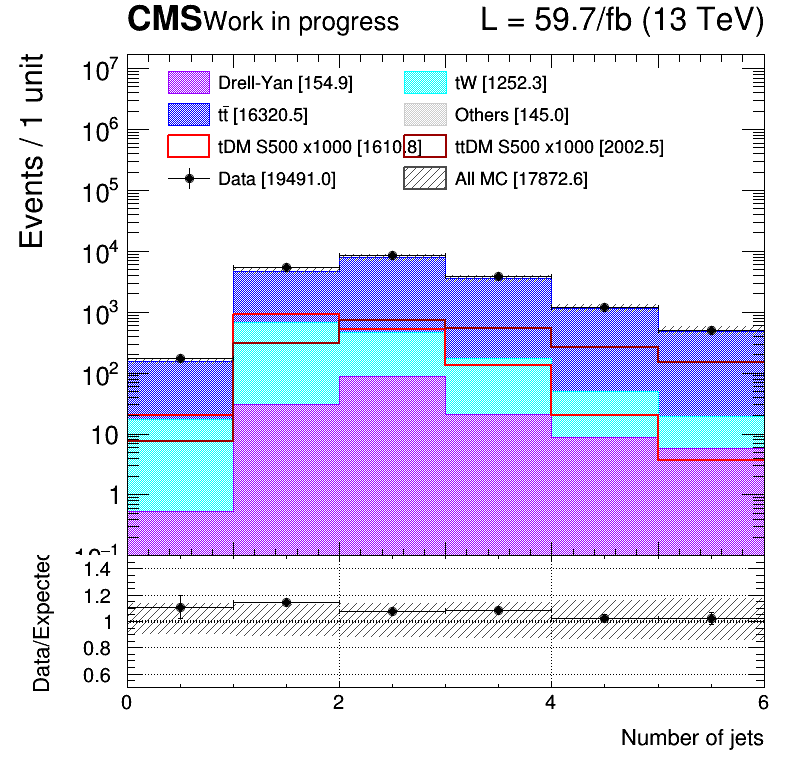 CMS Work in progress L = 59.7/fb (13 TeV)
Events / 1 unit
10⁷
10⁶
10⁵
10⁴
10³
10²
10
1
10⁻¹
Drell-Yan [154.9] tW [1252.3]
tt̄ [16320.5] Others [145.0]
tDM S500 x1000 [1610.8] ttDM S500 x1000 [2002.5]
Data [19491.0] All MC [17872.6]
Data/Expected
1.4
1.2
1
0.8
0.6
0 2 4 6
Number of jets